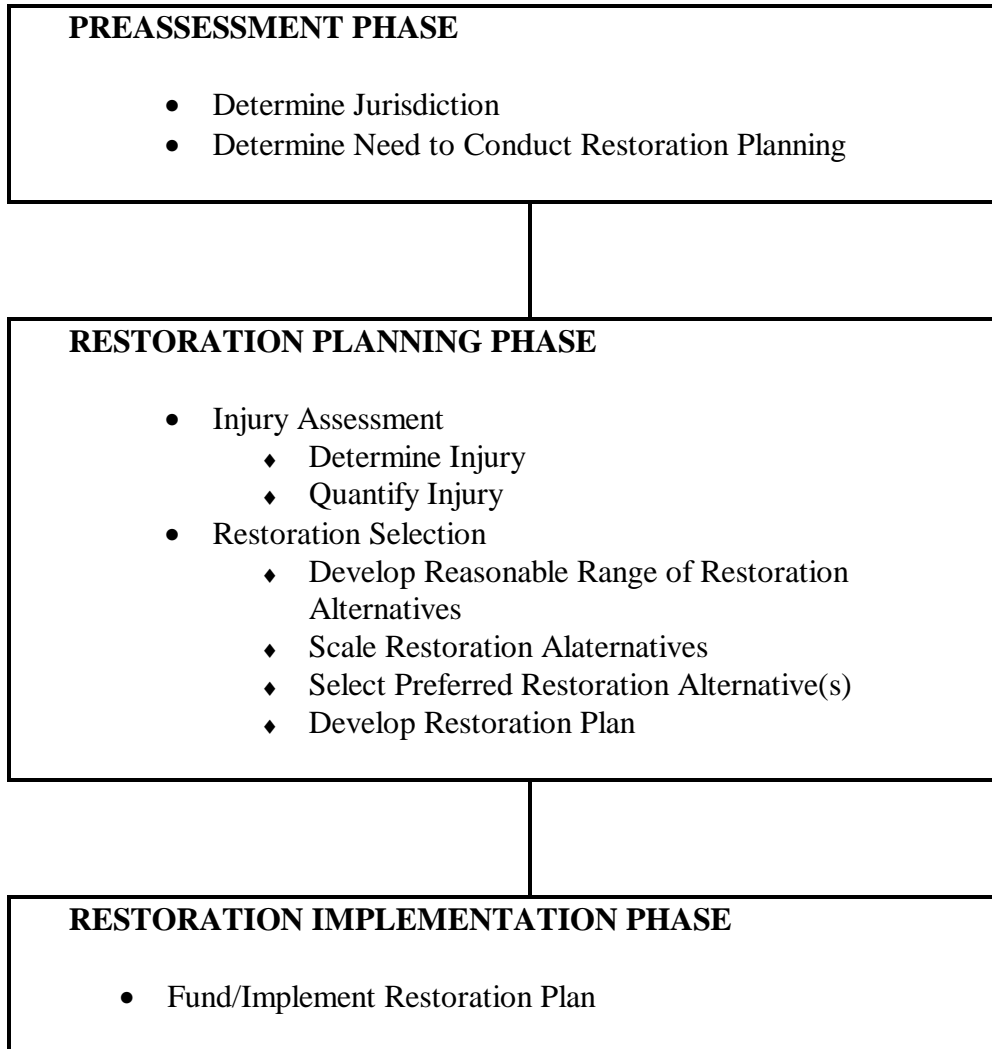 PREASSESSMENT PHASE
• Determine Jurisdiction
• Determine Need to Conduct Restoration Planning
RESTORATION PLANNING PHASE
• Injury Assessment
♦ Determine Injury
♦ Quantify Injury
• Restoration Selection
♦ Develop Reasonable Range of Restoration
Alternatives
♦ Scale Restoration Alaternatives
♦ Select Preferred Restoration Alternative(s)
♦ Develop Restoration Plan
RESTORATION IMPLEMENTATION PHASE
• Fund/Implement Restoration Plan